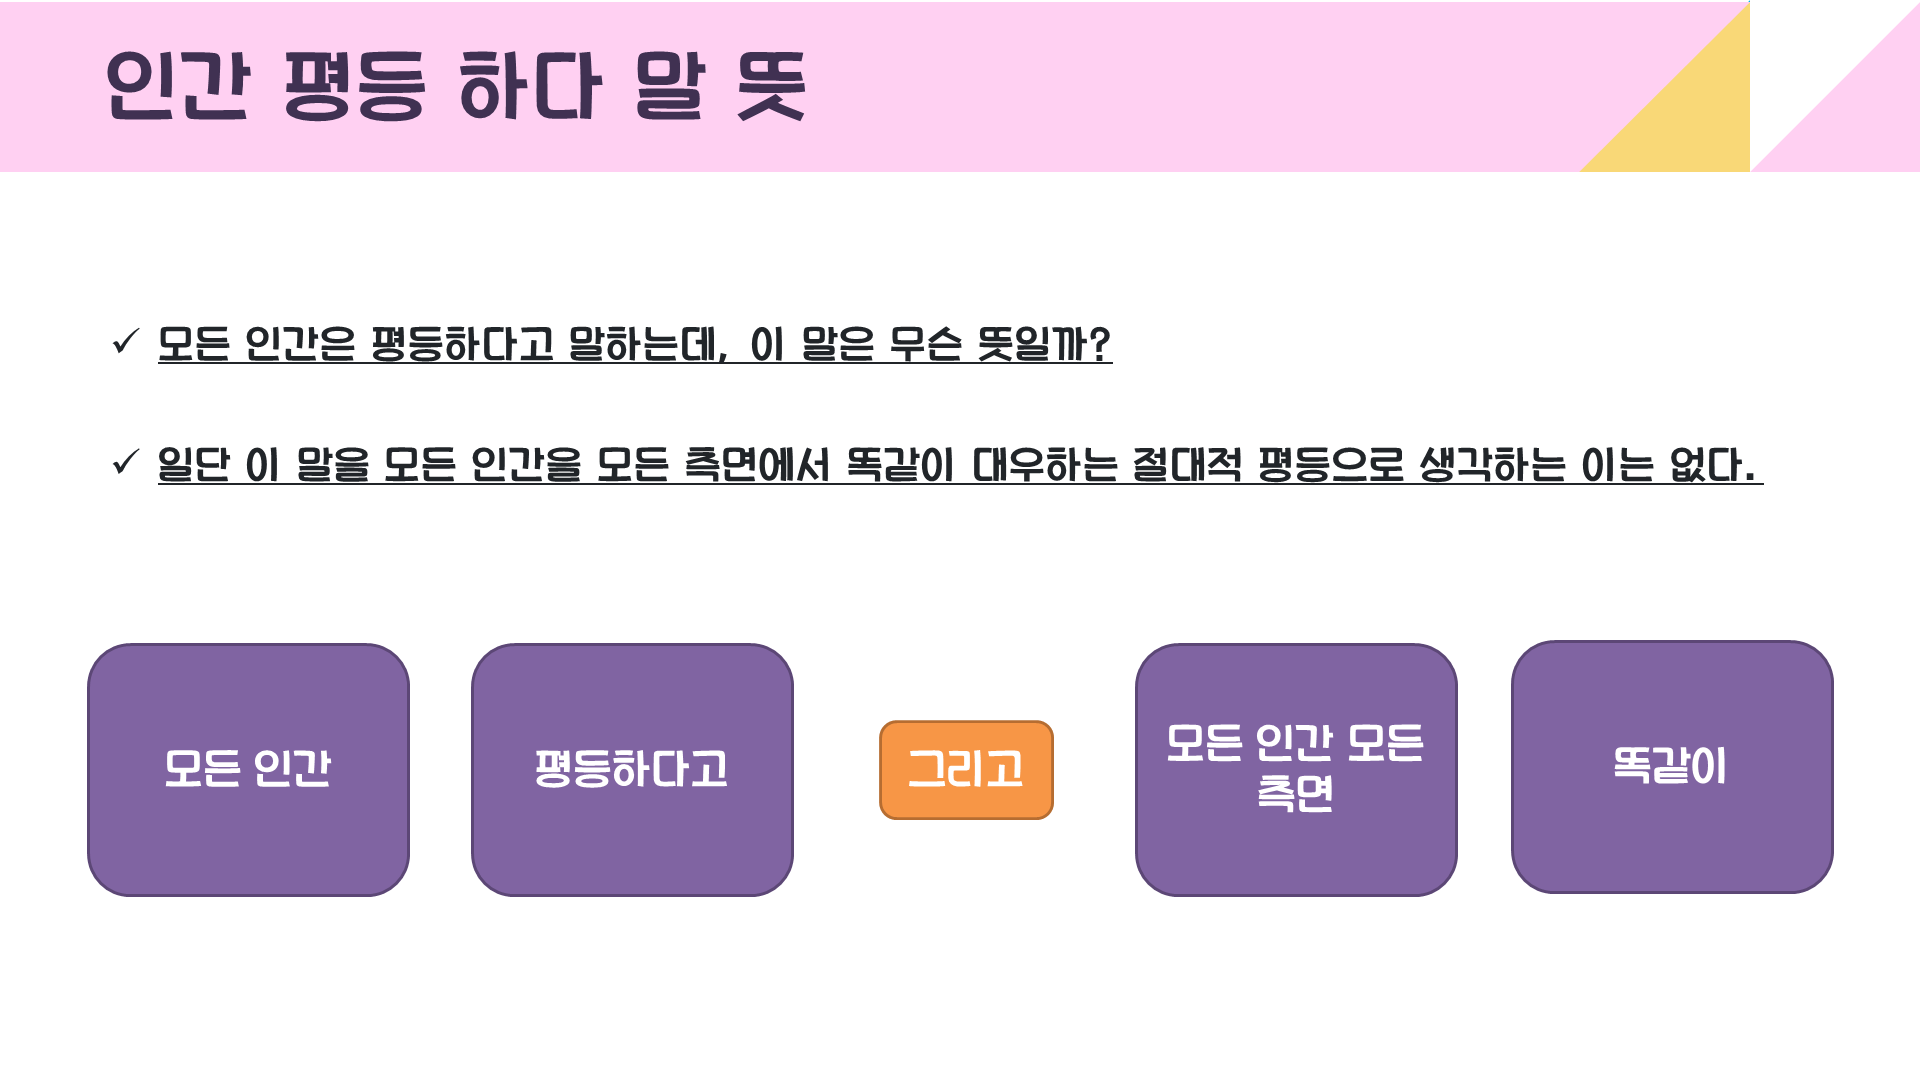 인간 평등 하다 말 뜻
✓ 모든 인간은 평등하다고 말하는데, 이 말은 무슨 뜻일까?
✓ 일단 이 말을 모든 인간을 모든 측면에서 똑같이 대우하는 절대적 평등으로 생각하는 이는 없다.
모든 인간
평등하다고
그리고
모든 인간 모든
측면
똑같이